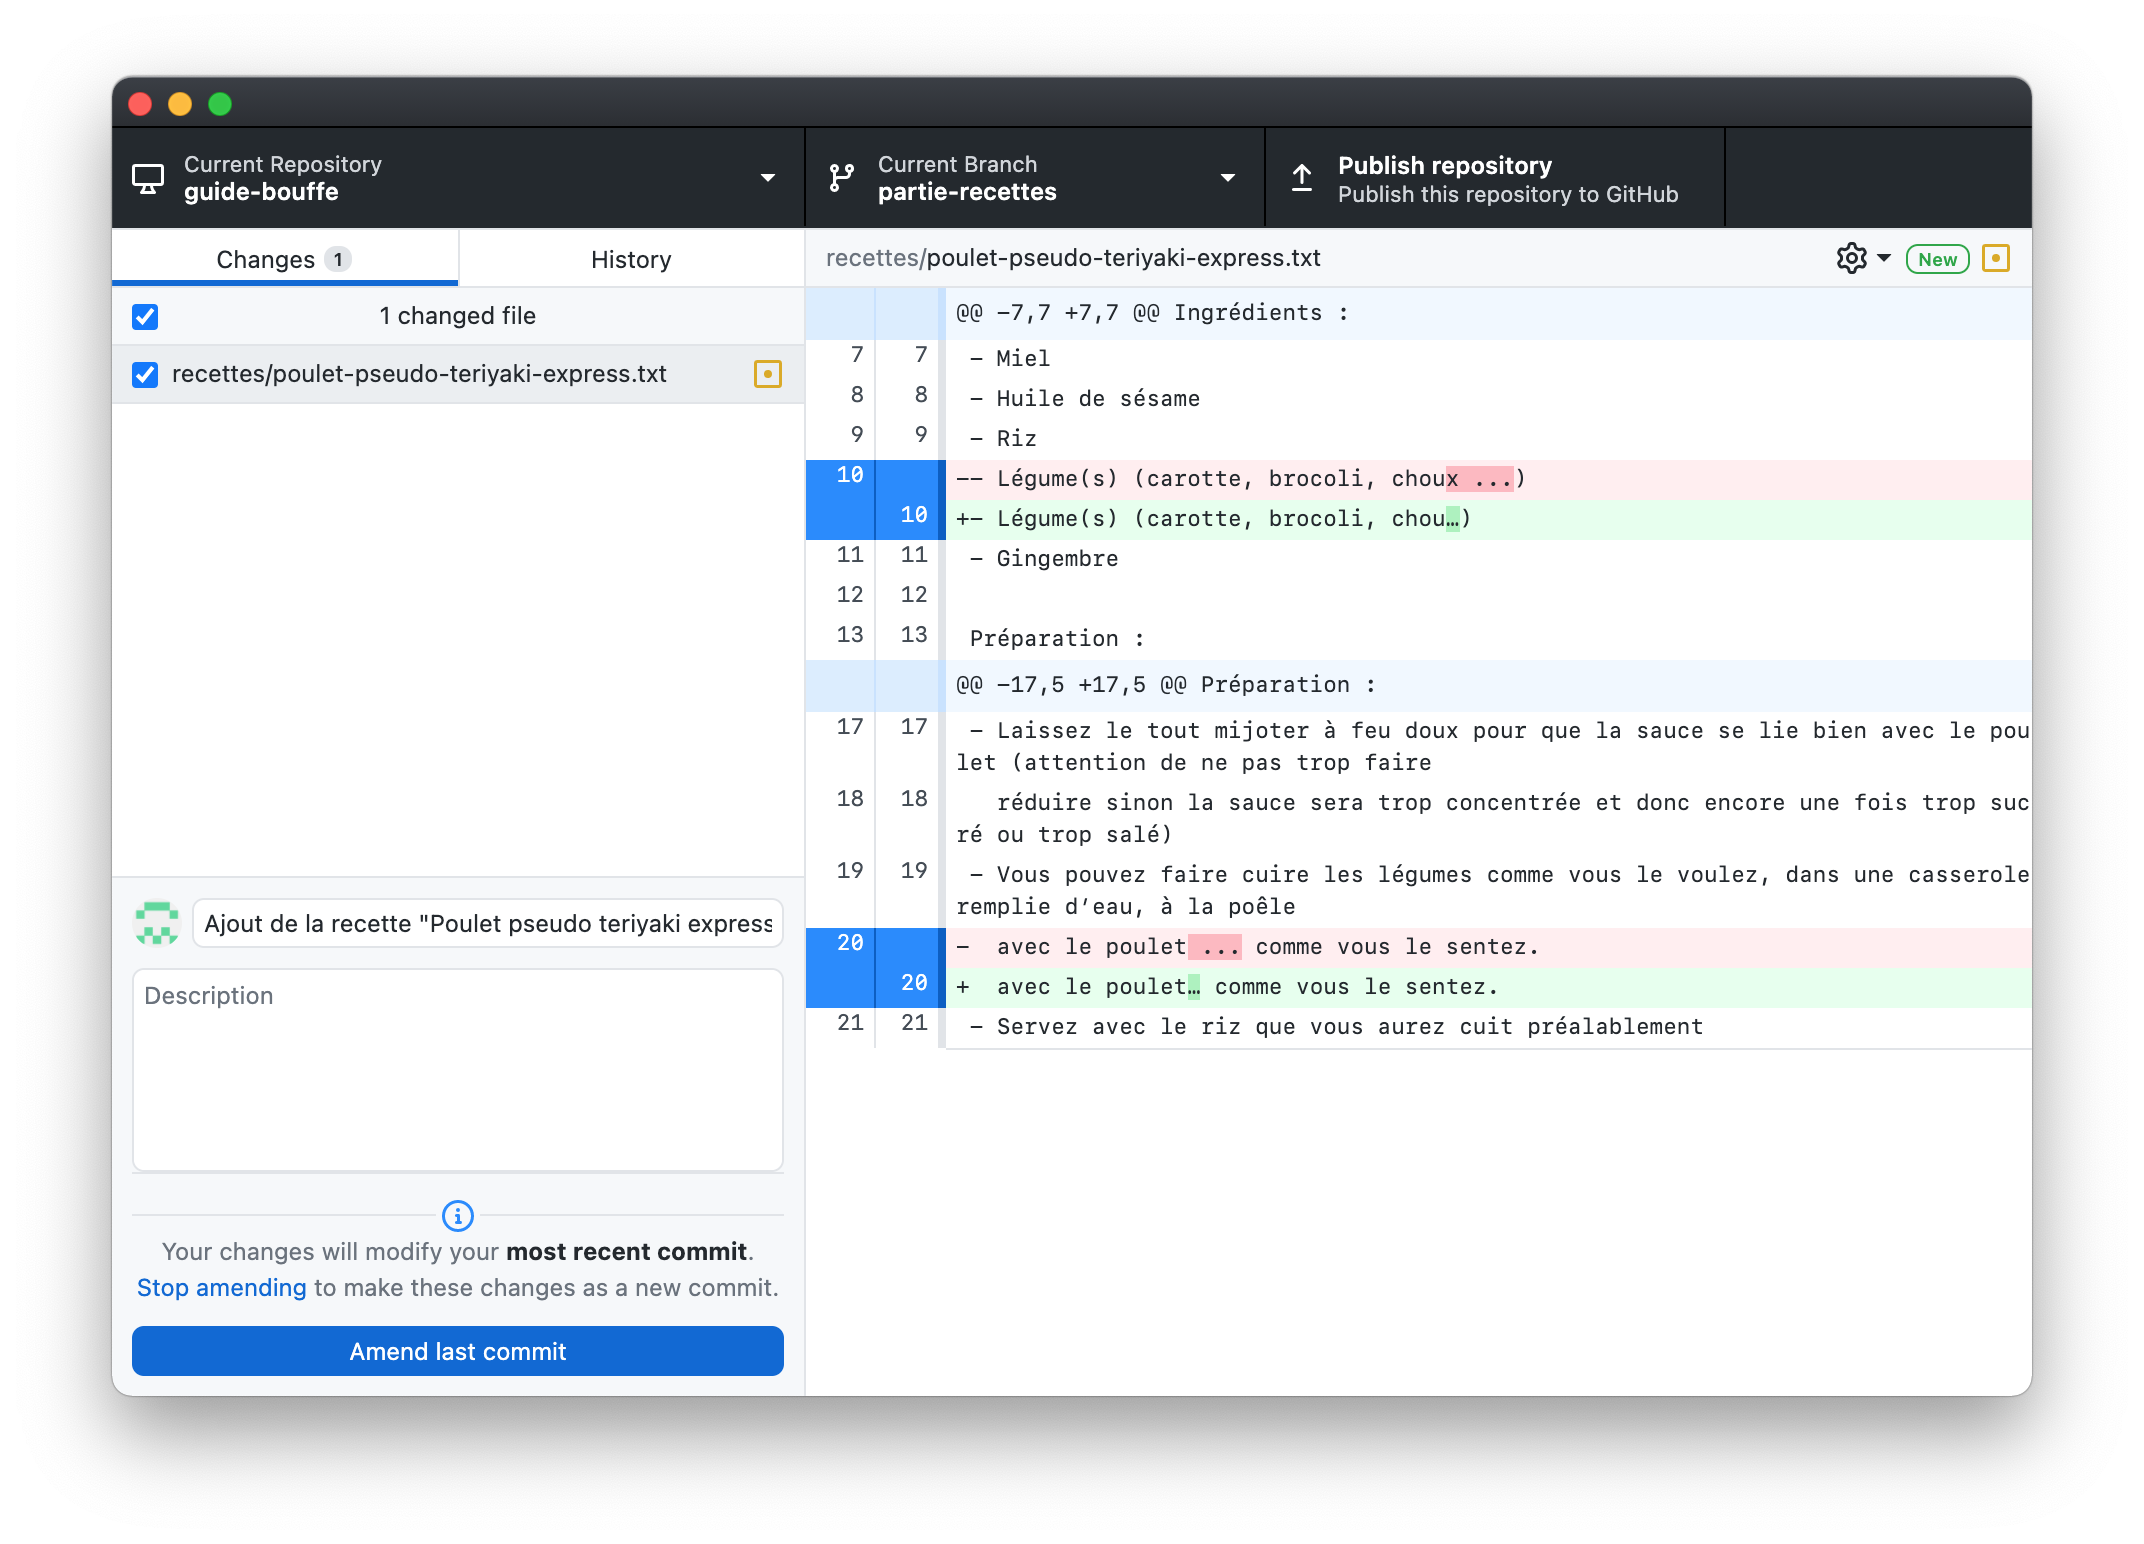 Current Repository
guide-bouffe
Current Branch
partie-recettes
Publish repository
Publish this repository to GitHub
Changes 1
History
1 changed file
recettes/poulet-pseudo-teriyaki-express.txt
Ajout de la recette "Poulet pseudo teriyaki express
Description
Your changes will modify your most recent commit.
Stop amending to make these changes as a new commit.
Amend last commit
recettes/poulet-pseudo-teriyaki-express.txt
New
@@ -7,7 +7,7 @@ Ingrédients :
7 7 - Miel
8 8 - Huile de sésame
9 9 - Riz
10 -- Légume(s) (carotte, brocoli, choux ...)
10 +- Légume(s) (carotte, brocoli, chou…)
11 11 - Gingembre
12 12
13 13 Préparation :
@@ -17,5 +17,5 @@ Préparation :
17 17 - Laissez le tout mijoter à feu doux pour que la sauce se lie bien avec le pou
let (attention de ne pas trop faire
18 18 réduire sinon la sauce sera trop concentrée et donc encore une fois trop suc
ré ou trop salé)
19 19 - Vous pouvez faire cuire les légumes comme vous le voulez, dans une casserole
remplie d’eau, à la poêle
20 - avec le poulet ... comme vous le sentez.
20 + avec le poulet… comme vous le sentez.
21 21 - Servez avec le riz que vous aurez cuit préalablement